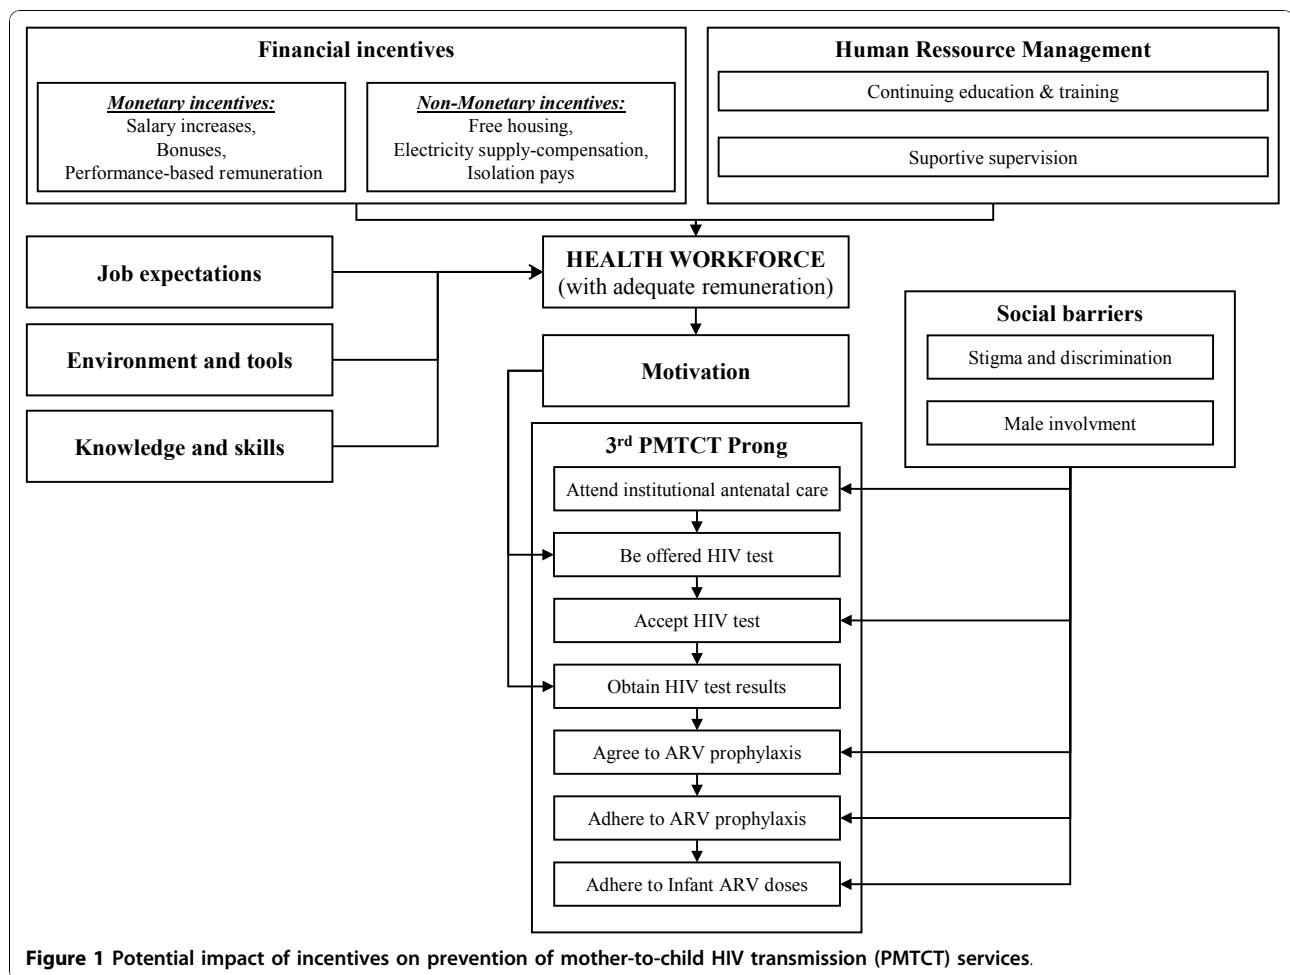 Financial incentives
Monetary incentives:
Salary increases,
Bonuses,
Performance-based remuneration
Non-Monetary incentives:
Free housing,
Electricity supply-compensation,
Isolation pays
Human Ressource Management
Continuing education & training
Suportive supervision
Job expectations
Environment and tools
Knowledge and skills
HEALTH WORKFORCE
(with adequate remuneration)
Motivation
Social barriers
Stigma and discrimination
Male involvment
3rd PMTCT Prong
Attend institutional antenatal care
Be offered HIV test
Accept HIV test
Obtain HIV test results
Agree to ARV prophylaxis
Adhere to ARV prophylaxis
Adhere to Infant ARV doses
Figure 1 Potential impact of incentives on prevention of mother-to-child HIV transmission (PMTCT) services.